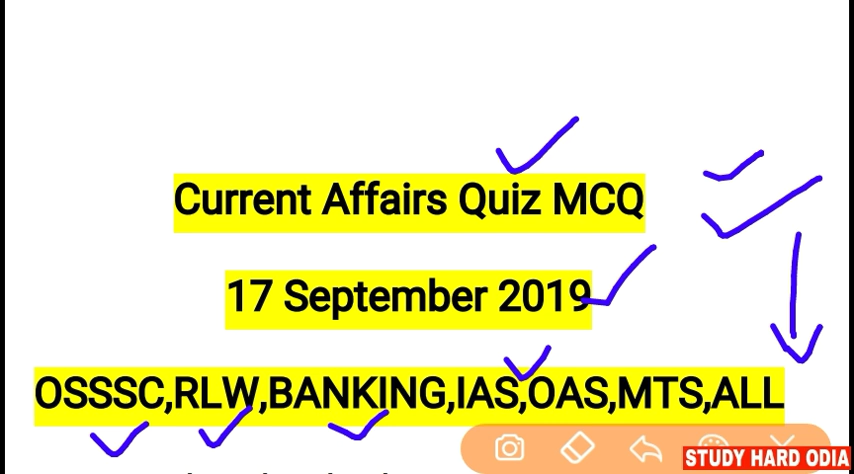 Current Affairs Quiz MCQ
17 September 2019
OSSSC,RLW,BANKING,IAS,OAS,MTS,ALL
STUDY HARD ODIA